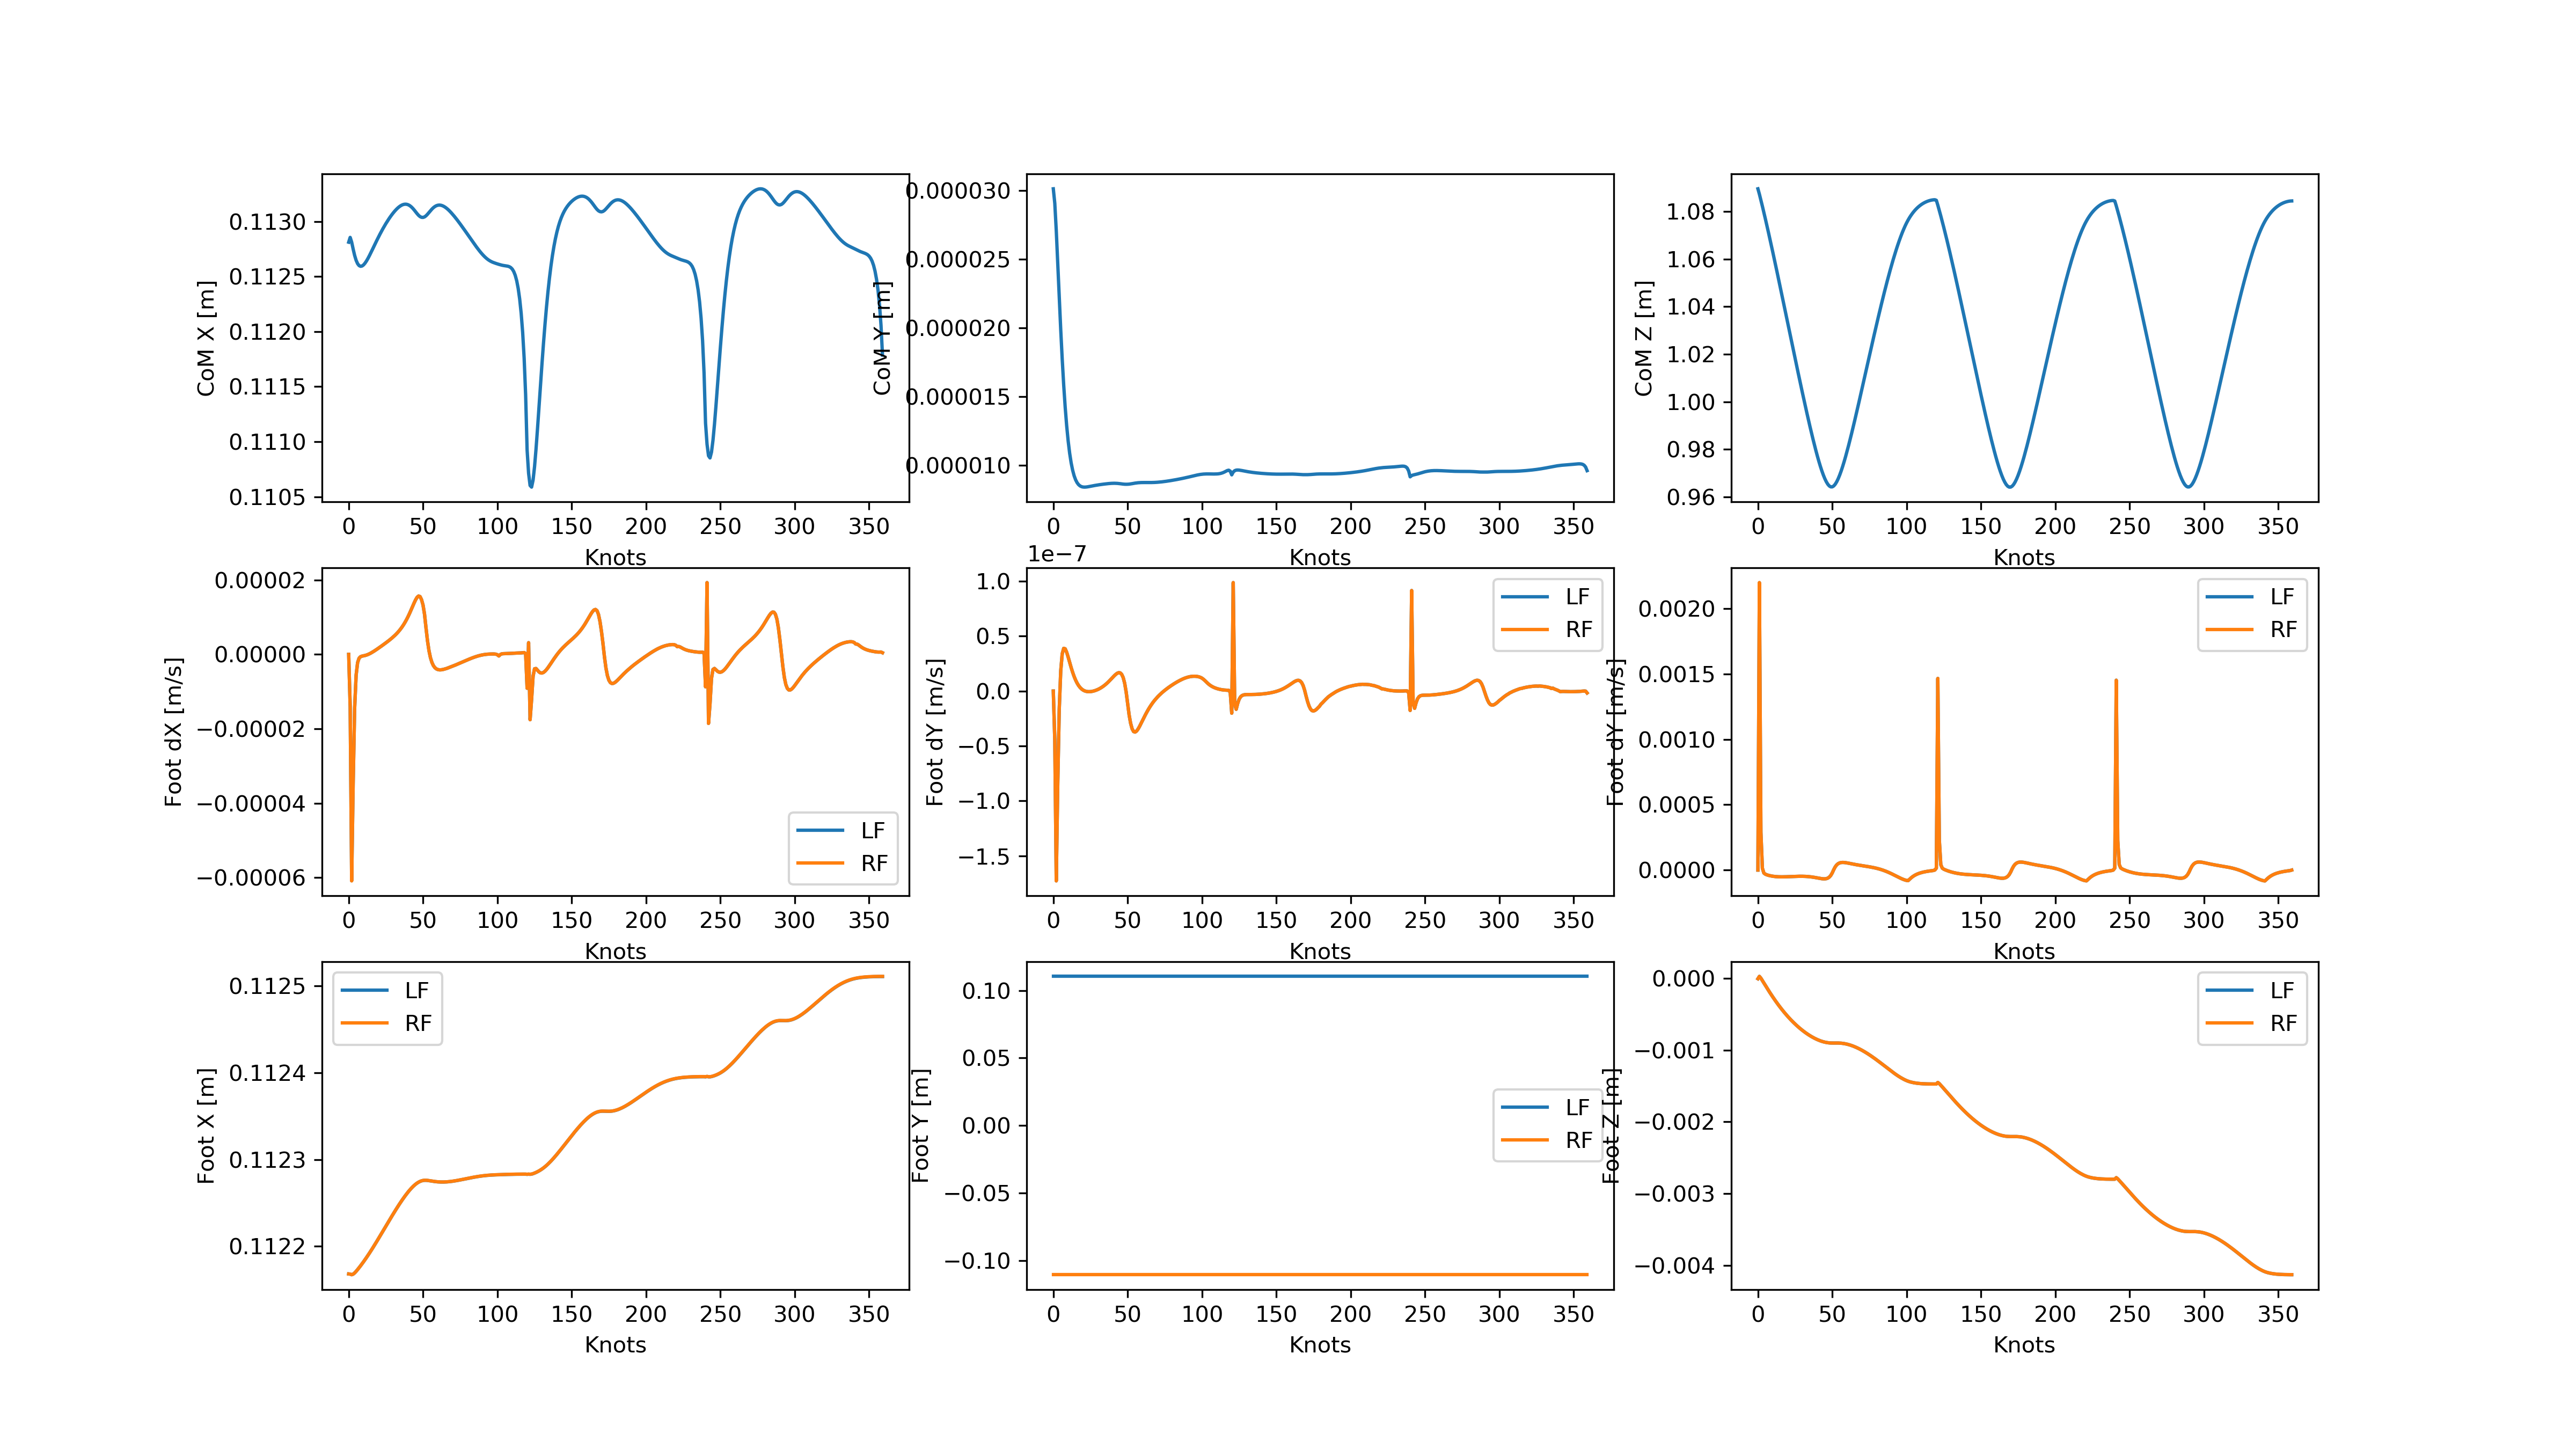 CoM X [m]
0.1130
0.1125
0.1120
0.1115
0.1110
0.1105
0 50 100 150 200 250 300 350
Knots
CoM Y [m]
0.000030
0.000025
0.000020
0.000015
0.000010
0 50 100 150 200 250 300 350
Knots
CoM Z [m]
1.08
1.06
1.04
1.02
1.00
0.98
0.96
0 50 100 150 200 250 300 350
Knots
Foot dX [m/s]
0.00002
0.00000
−0.00002
−0.00004
−0.00006
LF
RF
0 50 100 150 200 250 300 350
Knots
Foot dY [m/s]
1e−7
1.0
0.5
0.0
−0.5
−1.0
−1.5
LF
RF
0 50 100 150 200 250 300 350
Knots
Foot dY [m/s]
0.0020
0.0015
0.0010
0.0005
0.0000
LF
RF
0 50 100 150 200 250 300 350
Knots
Foot X [m]
0.1125
0.1124
0.1123
0.1122
LF
RF
0 50 100 150 200 250 300 350
Knots
Foot Y [m]
0.10
0.05
0.00
−0.05
−0.10
LF
RF
0 50 100 150 200 250 300 350
Knots
Foot Z [m]
0.000
−0.001
−0.002
−0.003
−0.004
LF
RF
0 50 100 150 200 250 300 350
Knots